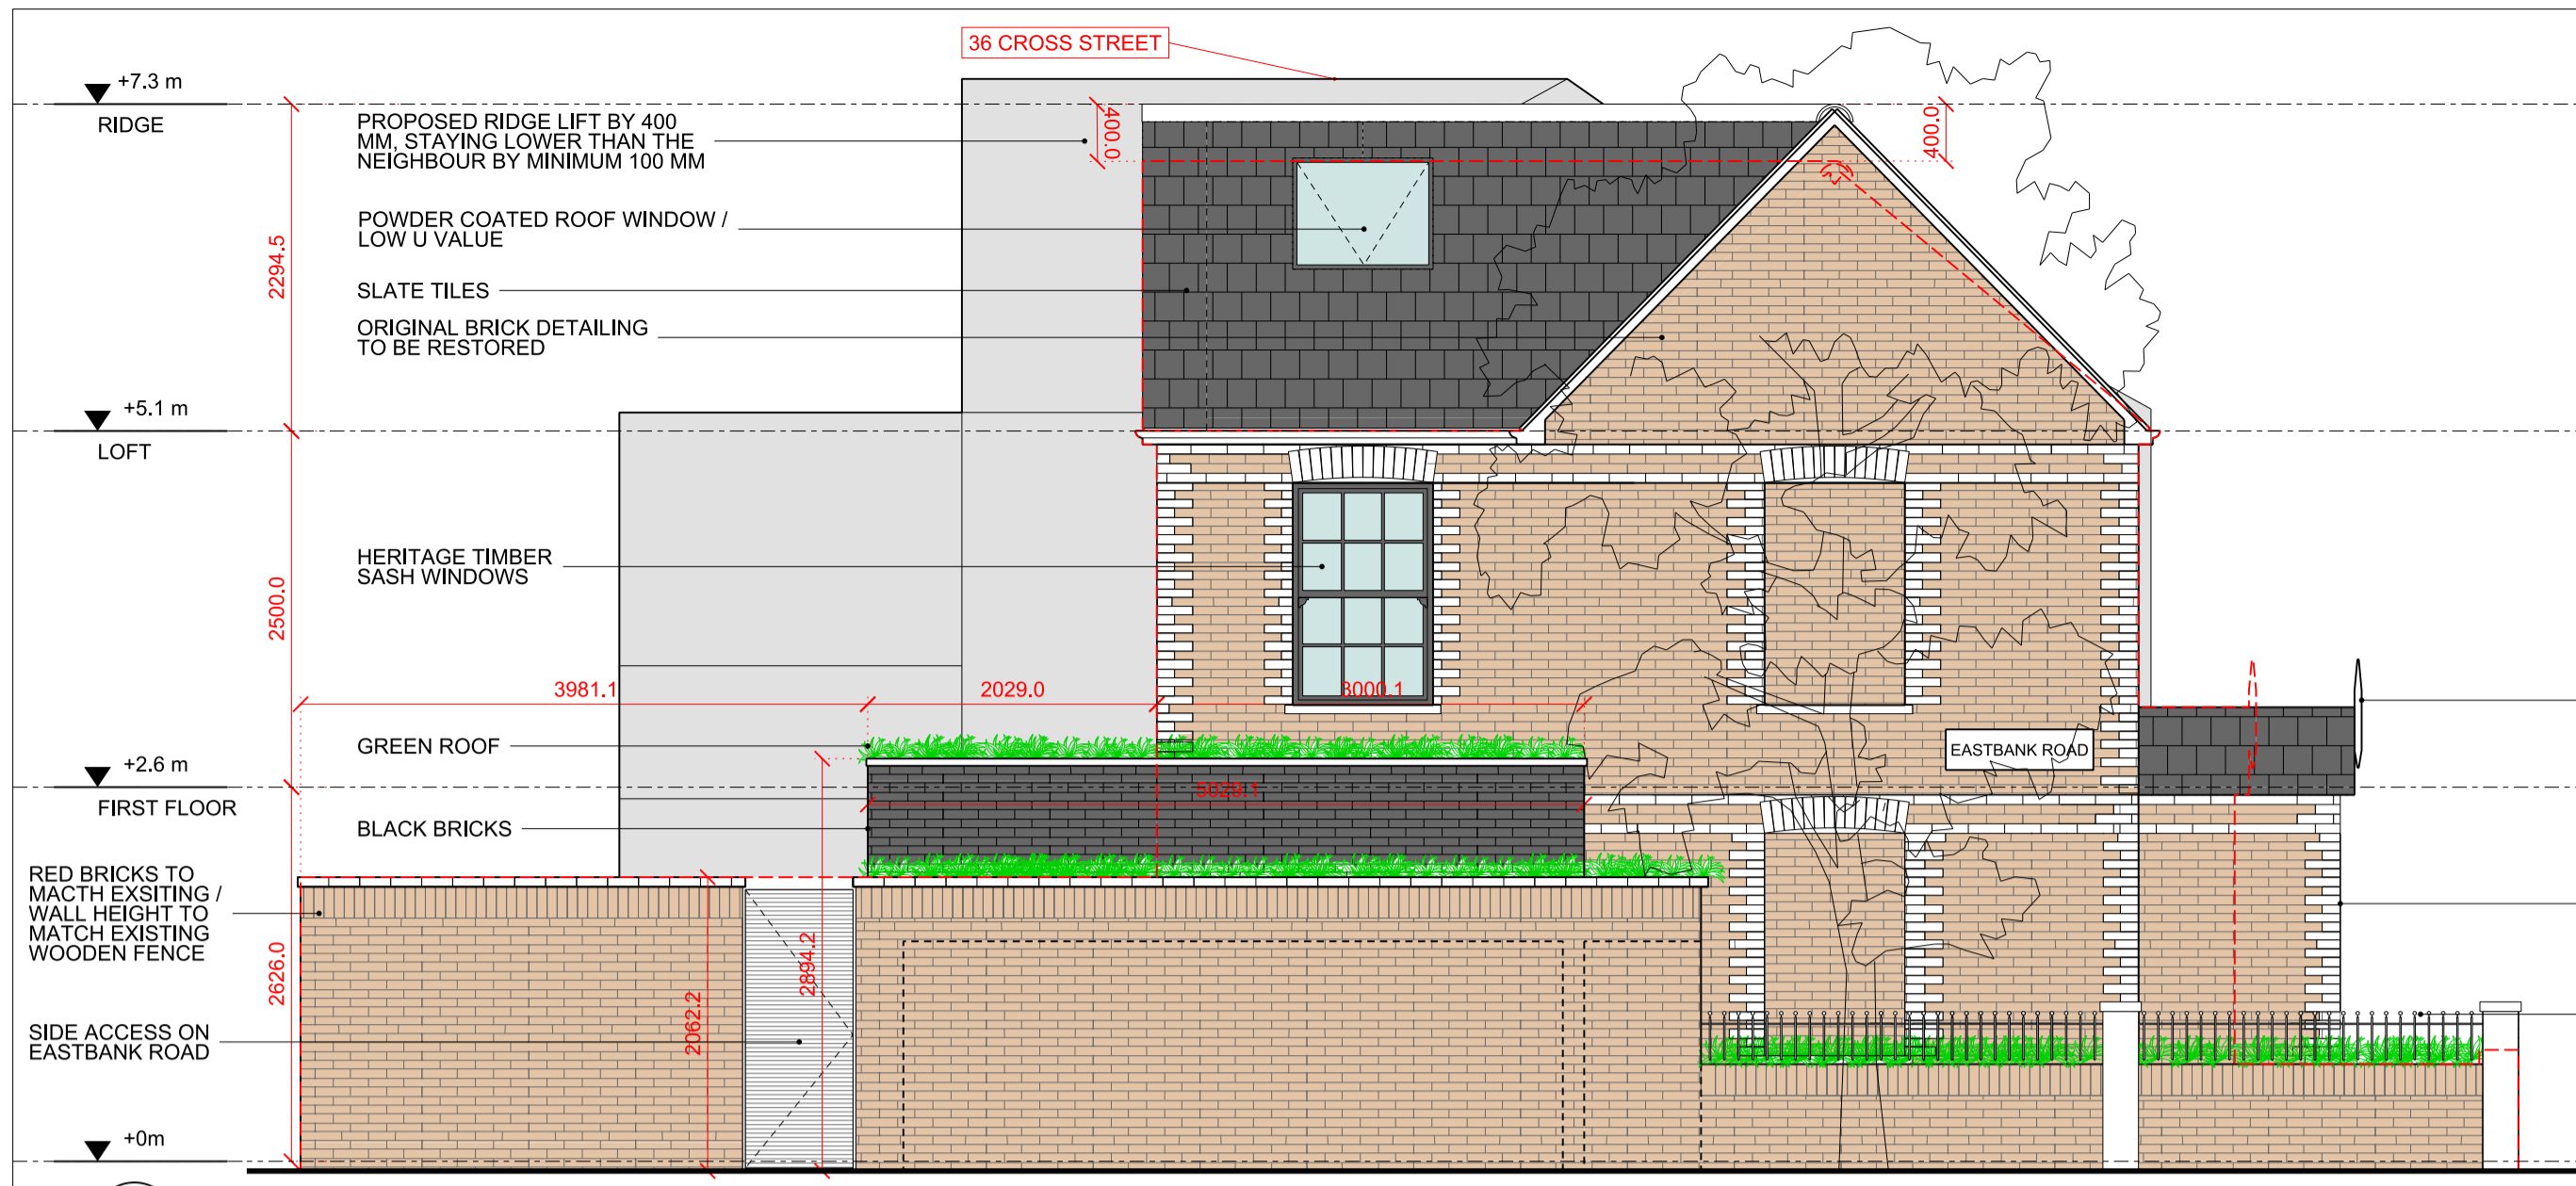 36 CROSS STREET
+7.3 m
RIDGE
PROPOSED RIDGE LIFT BY 400
MM, STAYING LOWER THAN THE
NEIGHBOUR BY MINIMUM 100 MM
400.0
400.0
POWDER COATED ROOF WINDOW /
LOW U VALUE
2294.5
SLATE TILES
ORIGINAL BRICK DETAILING
TO BE RESTORED
+5.1 m
LOFT
HERITAGE TIMBER
SASH WINDOWS
2500.0
3981.1
2029.0
3000.1
GREEN ROOF
EASTBANK ROAD
+2.6 m
FIRST FLOOR
5029.1
BLACK BRICKS
RED BRICKS TO
MACTH EXSITING /
WALL HEIGHT TO
MATCH EXISTING
WOODEN FENCE
2626.0
2894.2
2062.2
SIDE ACCESS ON
EASTBANK ROAD
+0m